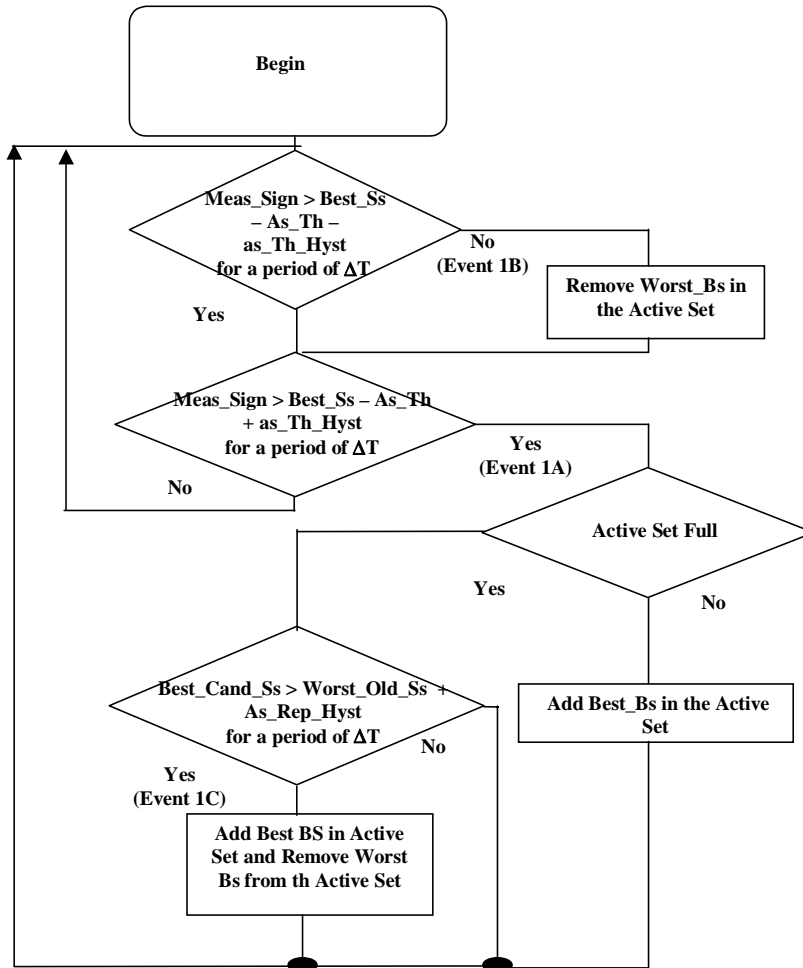 Begin
Meas_Sign > Best_Ss
– As_Th –
as_Th_Hyst
for a period of ΔT
No
(Event 1B)
Remove Worst_Bs in
the Active Set
Yes
Meas_Sign > Best_Ss – As_Th
+ as_Th_Hyst
for a period of ΔT
Yes
(Event 1A)
No
Active Set Full
Yes
No
Best_Cand_Ss > Worst_Old_Ss +
As_Rep_Hyst
for a period of ΔT
No
Add Best_Bs in the Active
Set
Yes
(Event 1C)
Add Best BS in Active
Set and Remove Worst
Bs from th Active Set